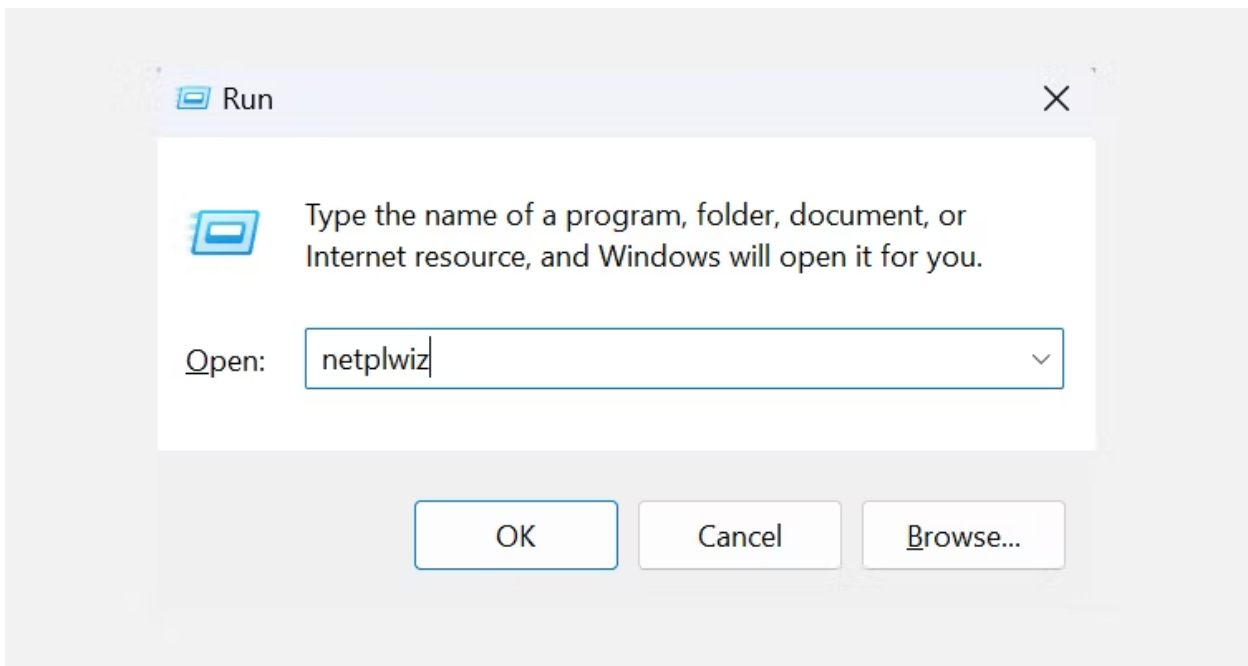 Run
Type the name of a program, folder, document, or
Internet resource, and Windows will open it for you.
Open: netplwiz
OK Cancel Browse...